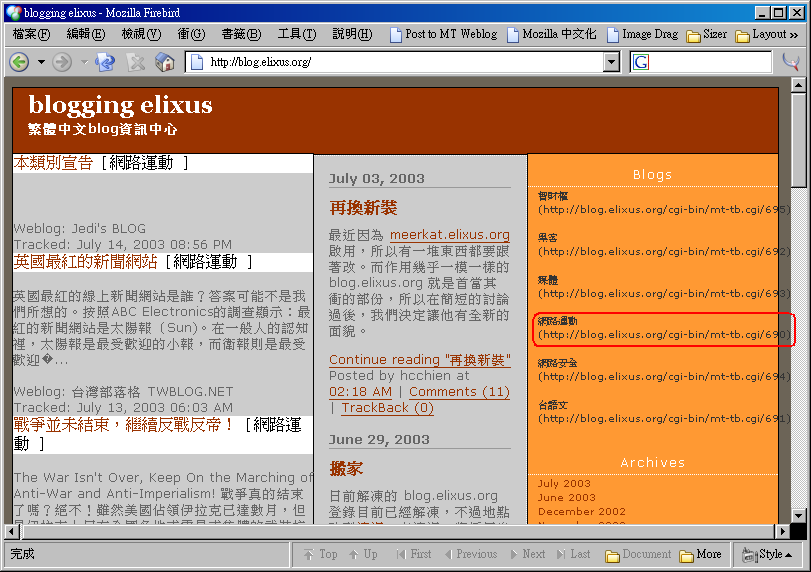 blogging elixus - Mozilla Firebird
檔案(F) 編輯(E) 檢視(V) 衝(G) 書籤(B) 工具(T) 說明(H) Post to MT Weblog Mozilla 中文化 Image Drag Sizer Layout »
http://blog.elixus.org/
G
blogging elixus
繁體中文blog資訊中心
本類別宣告 [網路運動 ]
Weblog: Jedi's BLOG
Tracked: July 14, 2003 08:56 PM
英國最紅的新聞網站 [網路運動 ]
英國最紅的線上新聞網站是誰？答案可能不是我
們所想的。按照ABC Electronics的調查顯示：最
紅的新聞網站是太陽報（Sun)。在一般人的認知
裡，太陽報是最受歡迎的小報，而衛報則是最受
歡迎�...
Weblog: 台灣部落格 TWBLOG.NET
Tracked: July 13, 2003 06:03 AM
戰爭並未結束，繼續反戰反帝！ [網路運
動 ]
The War Isn't Over, Keep On the Marching of
Anti-War and Anti-Imperialism! 戰爭真的結束
了嗎？絕不！雖然美國佔領伊拉克已達數月，但
July 03, 2003
再換新裝
最近因為 meerkat.elixus.org
啟用，所以有一堆東西都要跟
著改。而作用幾乎一模一樣的
blog.elixus.org 就是首當其
衝的部份，所以在簡短的討論
過後，我們決定讓他有全新的
面貌。
Continue reading "再換新裝"
Posted by hcchien at
02:18 AM | Comments (11)
| TrackBack (0)
June 29, 2003
搬家
日前解凍的 blog.elixus.org
登錄目前已經解凍，不過地點
Blogs
智財權
(http://blog.elixus.org/cgi-bin/mt-tb.cgi/695)
黑客
(http://blog.elixus.org/cgi-bin/mt-tb.cgi/692)
媒體
(http://blog.elixus.org/cgi-bin/mt-tb.cgi/693)
網路運動
(http://blog.elixus.org/cgi-bin/mt-tb.cgi/690)
網路安全
(http://blog.elixus.org/cgi-bin/mt-tb.cgi/694)
台語文
(http://blog.elixus.org/cgi-bin/mt-tb.cgi/691)
Archives
July 2003
June 2003
December 2002
完成 Top Up First Previous Next Last Document More Style